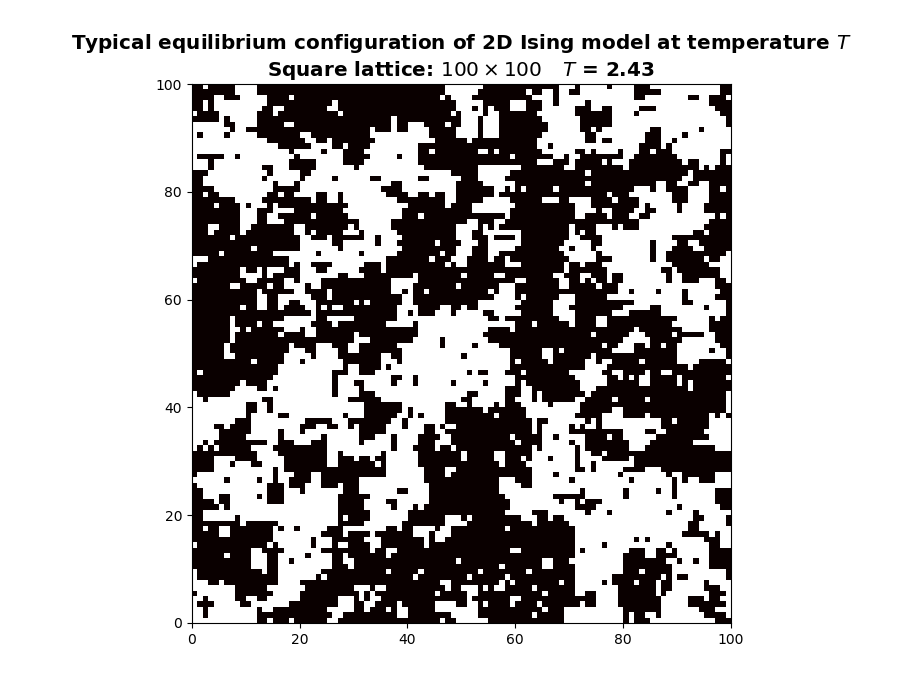 Typical equilibrium configuration of 2D Ising model at temperature T
Square lattice: 100 × 100 T = 2.43
100
80
60
40
20
0
0 20 40 60 80 100